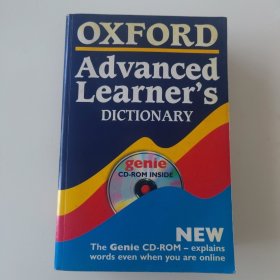 OXFORD
Advanced
Learner's
DICTIONARY
genie
CD-ROM INSIDE
NEW
The Genie CD-ROM – explains
words even when you are online